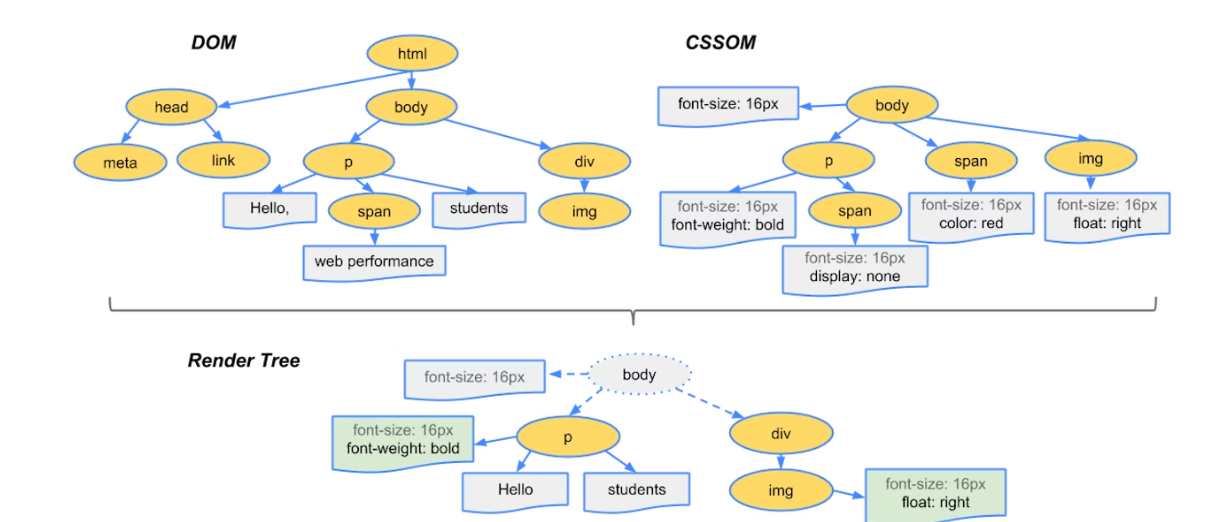 DOM
html
head
body
meta
link
p
div
Hello,
span
students
img
web performance
CSSOM
font-size: 16px
body
p
span
img
font-size: 16px
font-weight: bold
span
font-size: 16px
color: red
font-size: 16px
float: right
font-size: 16px
display: none
Render Tree
font-size: 16px
body
font-size: 16px
font-weight: bold
p
div
Hello
students
img
font-size: 16px
float: right